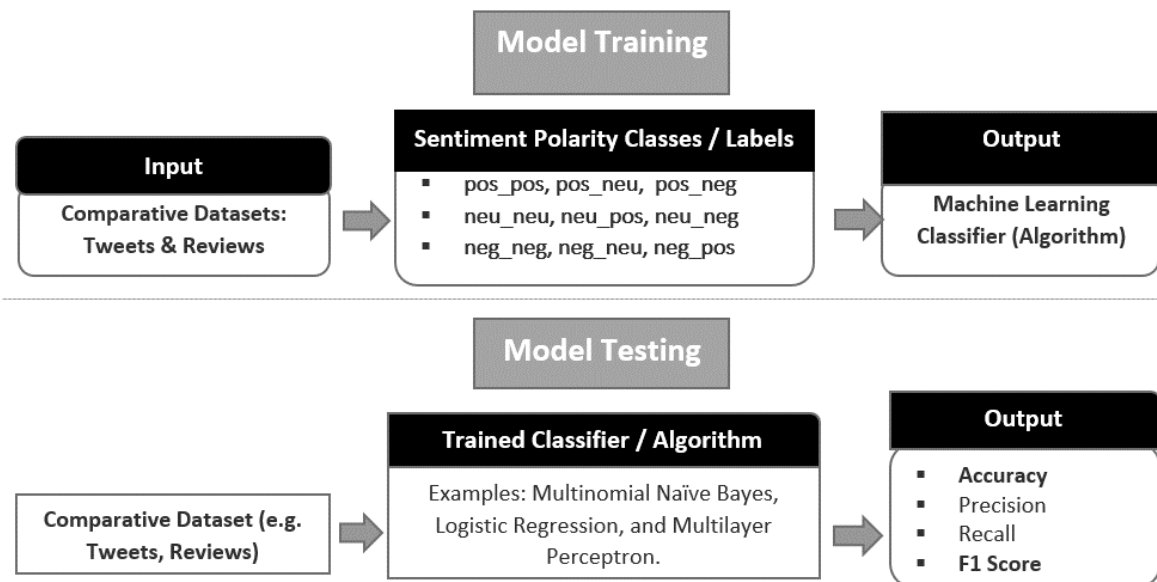 Model Training
Input
Comparative Datasets:
Tweets & Reviews
Sentiment Polarity Classes / Labels
▪ pos_pos, pos_neu, pos_neg
▪ neu_neu, neu_pos, neu_neg
▪ neg_neg, neg_neu, neg_pos
Output
Machine Learning
Classifier (Algorithm)
Model Testing
Comparative Dataset (e.g.
Tweets, Reviews)
Trained Classifier / Algorithm
Examples: Multinomial Naïve Bayes,
Logistic Regression, and Multilayer
Perceptron.
Output
▪ Accuracy
▪ Precision
▪ Recall
▪ F1 Score